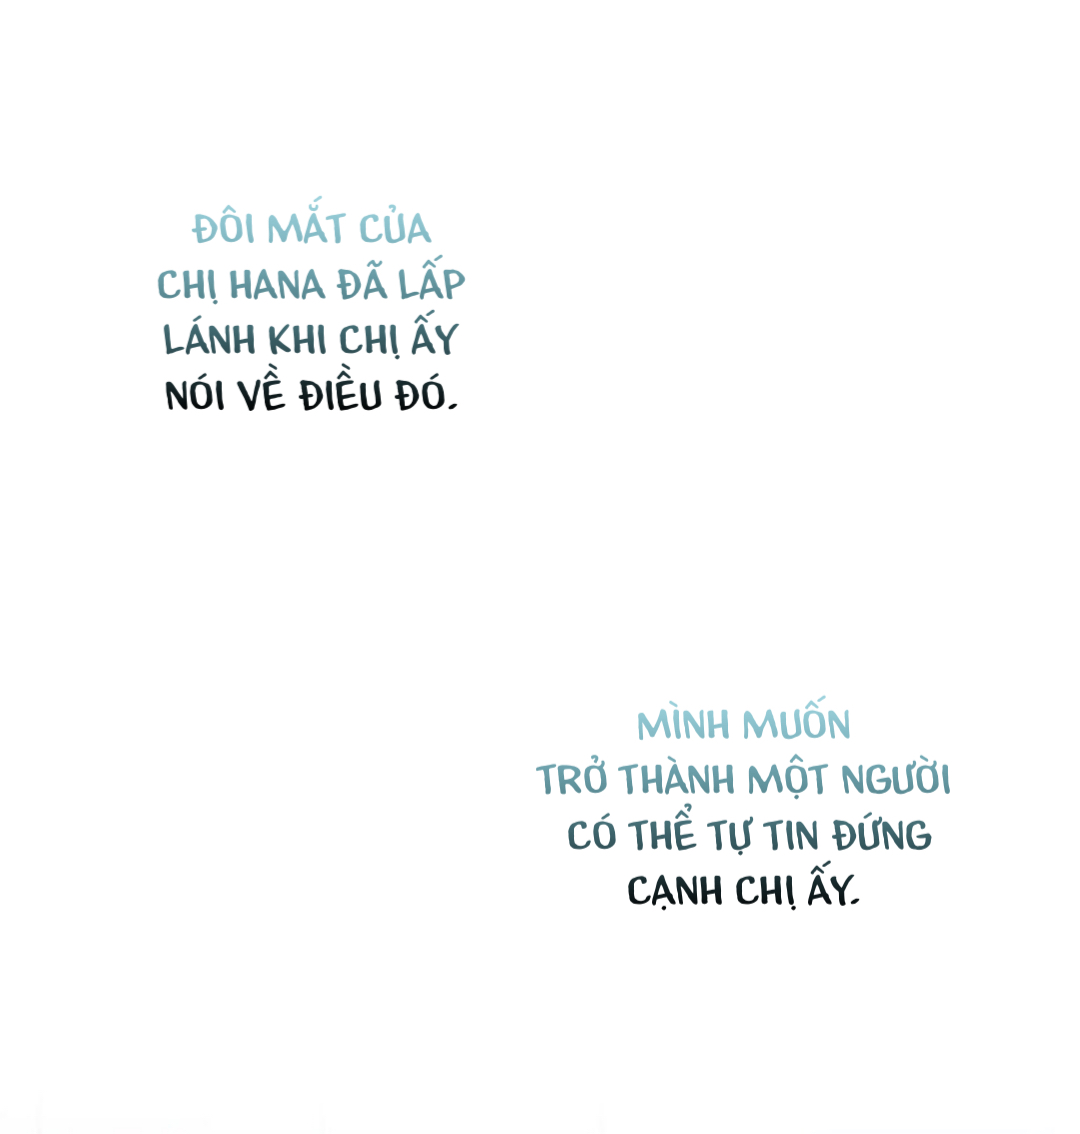 ĐÔI MẮT CỦA
CHỊ HANA ĐÃ LẤP
LÁNH KHI CHỊ ẤY
NÓI VỀ ĐIỀU ĐÓ.
MÌNH MUỐN
TRỞ THÀNH MỘT NGƯỜI
CÓ THỂ TỰ TIN ĐỨNG
CẠNH CHỊ ẤY.